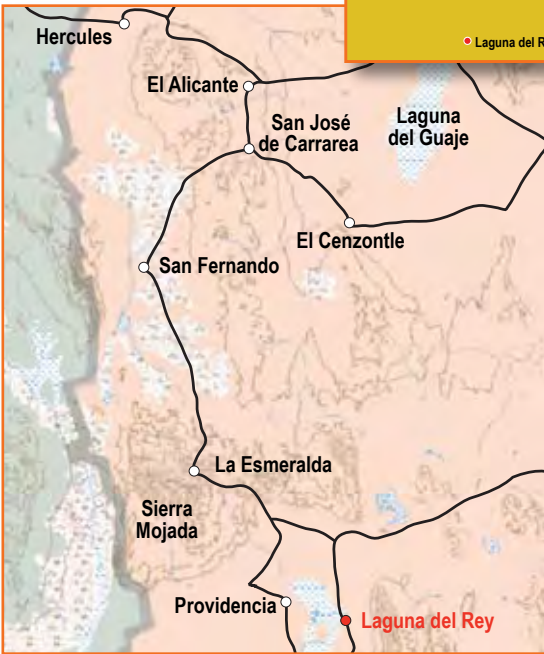 Hercules
Laguna del R
El Alicante
San José
de Carrarea
Laguna
del Guaje
El Cenzontle
San Fernando
La Esmeralda
Sierra
Mojada
Providencia
Laguna del Rey